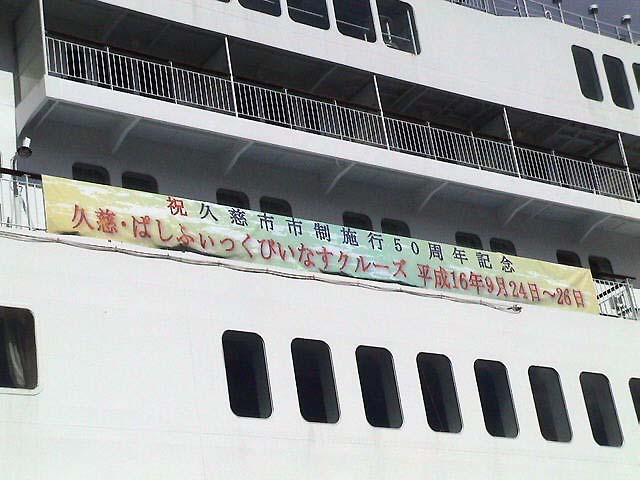 祝 久慈市市制施行50周年記念
久慈・ぱしふぃっくびいなすクルーズ 平成16年9月24日～26日